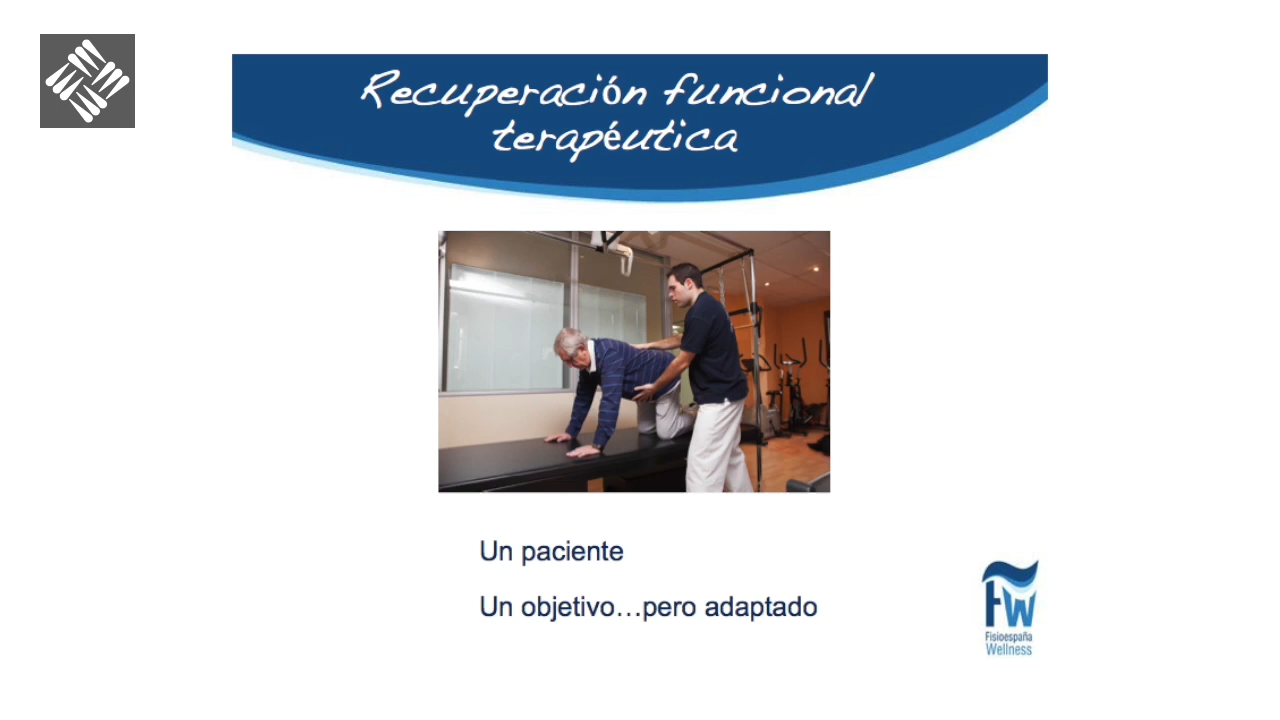 Recuperación funcional
terapéutica
Un paciente
Un objetivo…pero adaptado
FW
Fisioespaña
Wellness